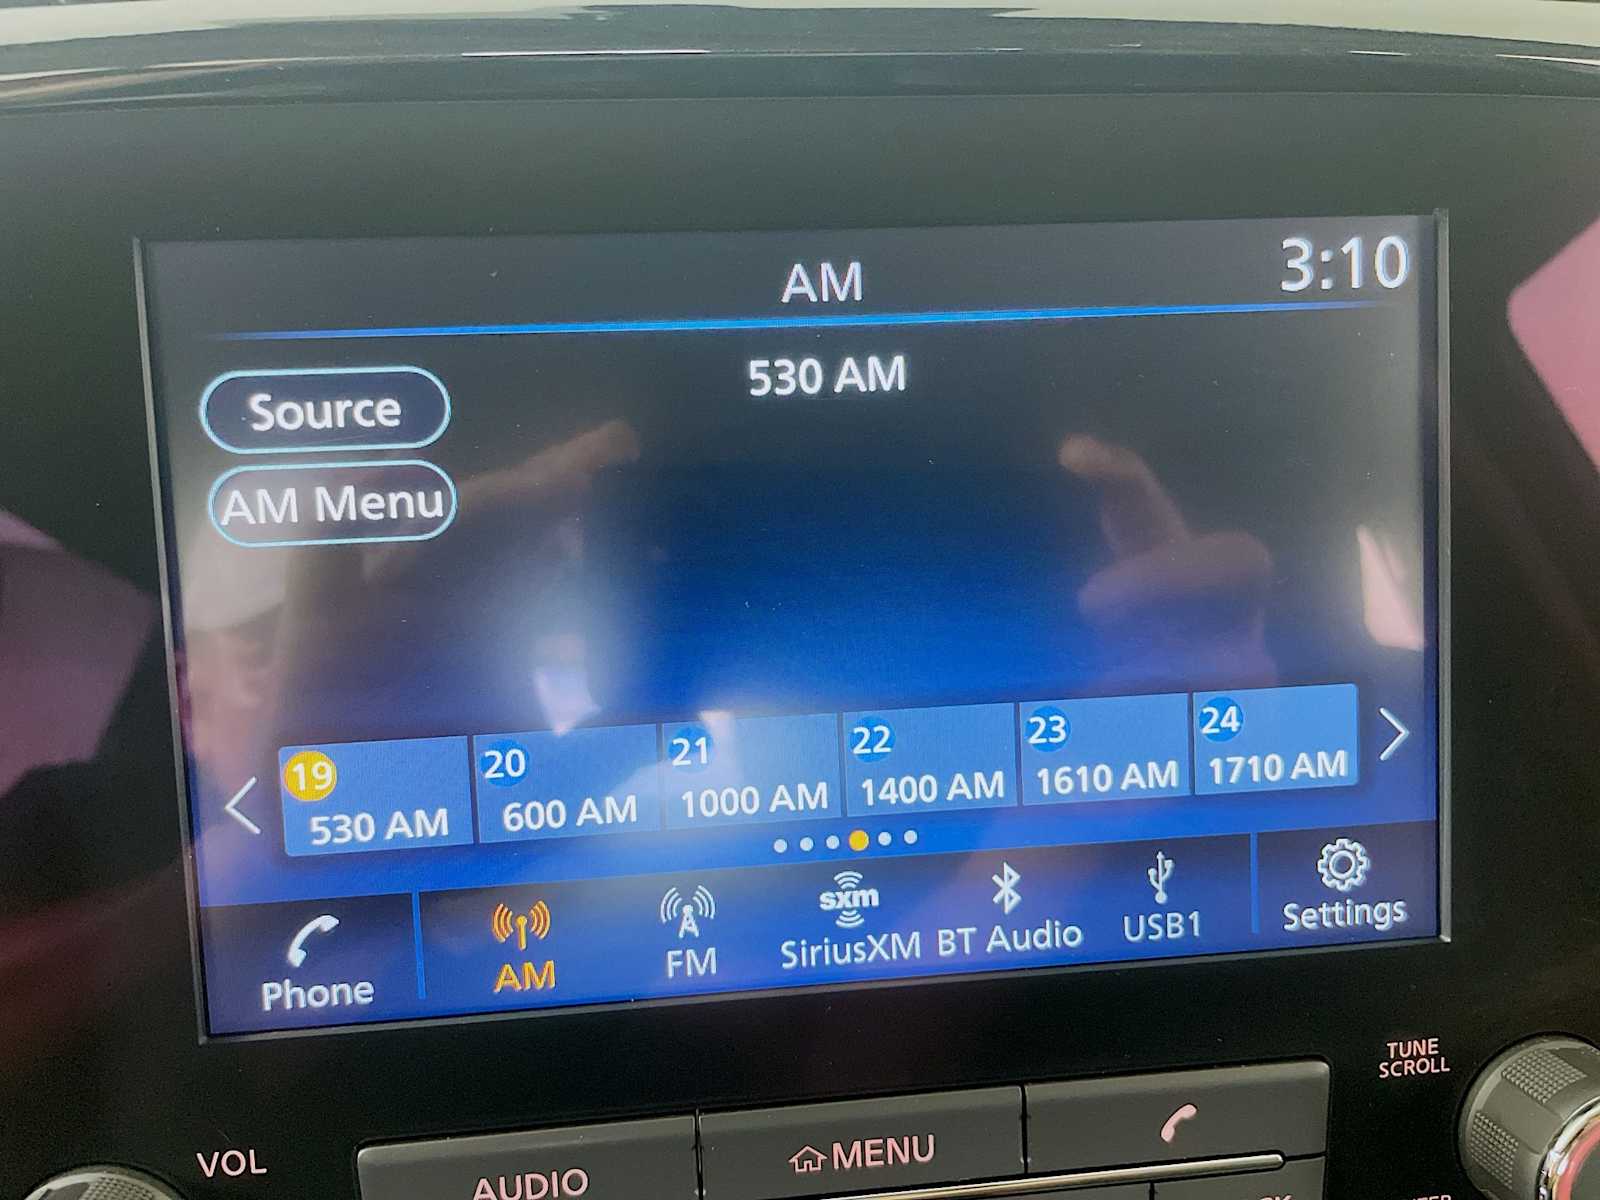 AM
3:10
530 AM
Source
AM Menu
19
530 AM
20
600 AM
21
1000 AM
22
1400 AM
23
1610 AM
24
1710 AM
Phone
AM
FM
sxm
SiriusXM
BT Audio
USB1
Settings
TUNE
SCROLL
VOL
AUDIO
MENU